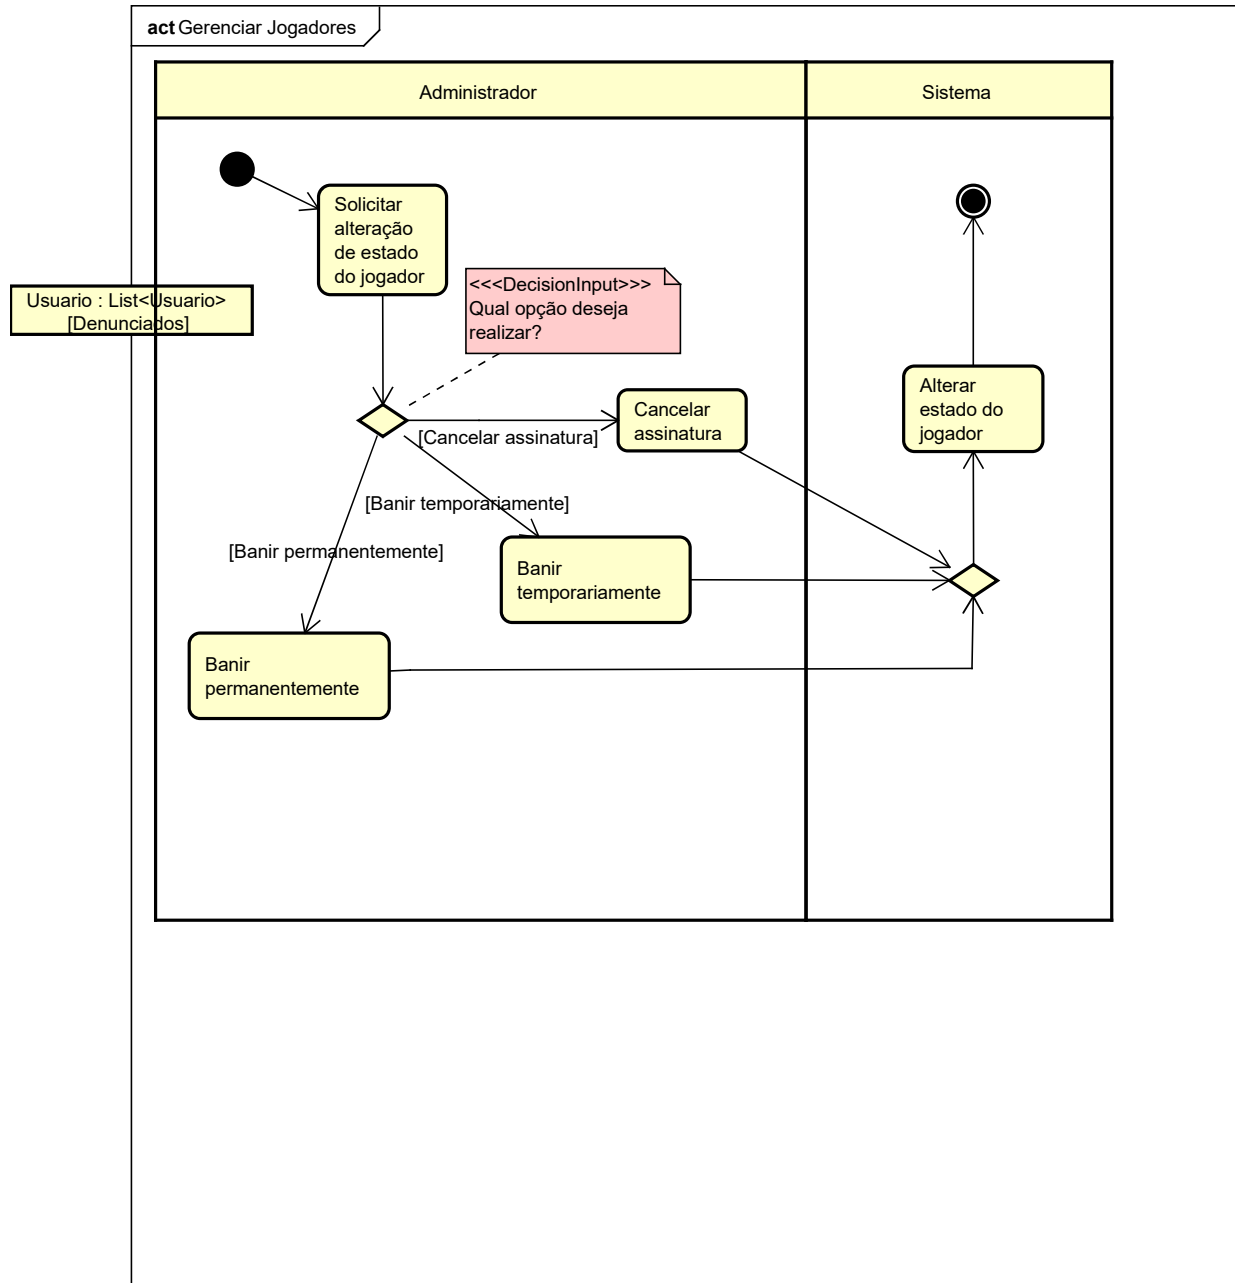 act Gerenciar Jogadores
Administrador
Sistema
Solicitar
alteração
de estado
do jogador
<<<DecisionInput>>>
Qual opção deseja
realizar?
Usuario : List<Usuario>
[Denunciados]
Alterar
estado do
jogador
Cancelar
assinatura
[Cancelar assinatura]
[Banir temporariamente]
[Banir permanentemente]
Banir
temporariamente
Banir
permanentemente